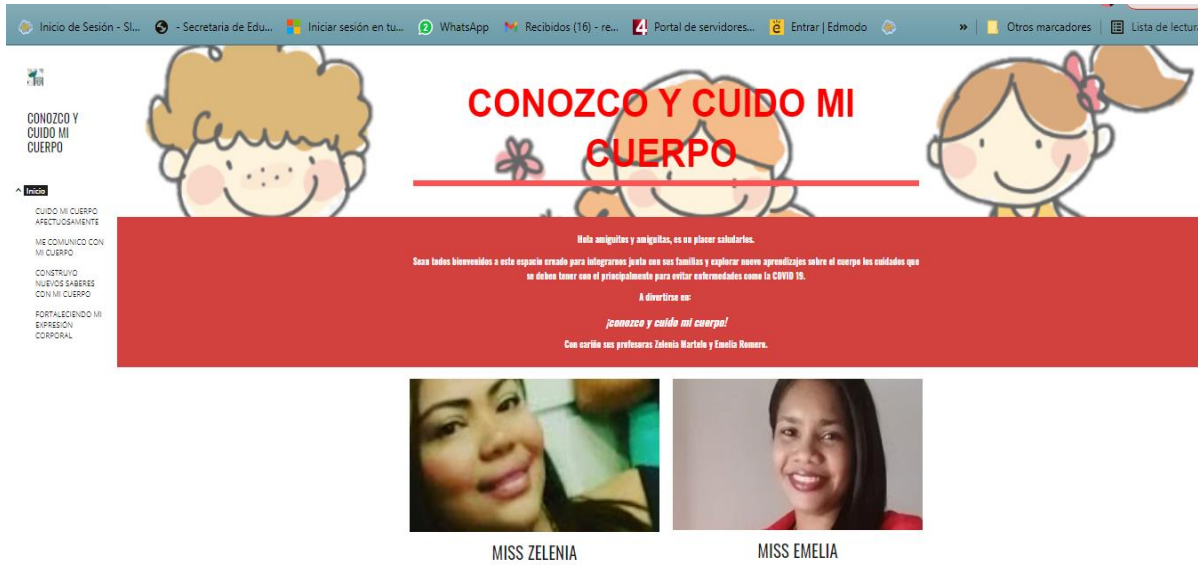 Inicio de Sesión - SI... - Secretaria de Edu... Iniciar sesión en tu... WhatsApp Recibidos (16) - re... Portal de servidores... Entrar | Edmodo » Otros marcadores Lista de lectura
CONOZCO Y
CUIDO MI
CUERPO
Inicio
CUIDO MI CUERPO
AFECTUOSAMENTE
ME COMUNICO CON
MI CUERPO
CONSTRUYO
NUEVOS SABERES
CON MI CUERPO
FORTALECIENDO MI
EXPRESIÓN
CORPORAL
CONOZCO Y CUIDO MI
CUERPO
Hola amiguitos y amiguitas, es un placer saludarlos.
Sean todos bienvenidos a este espacio creado para integrarnos junto con sus familias y explorar nuevo aprendizajes sobre el cuerpo los cuidados que
se deben tener con el principalmente para evitar enfermedades como la COVID 19.
A divertirse en:
¡conozco y cuido mi cuerpo!
Con cariño sus profesoras Zelenia Martelo y Emelia Romero.
MISS ZELENIA
MISS EMELIA